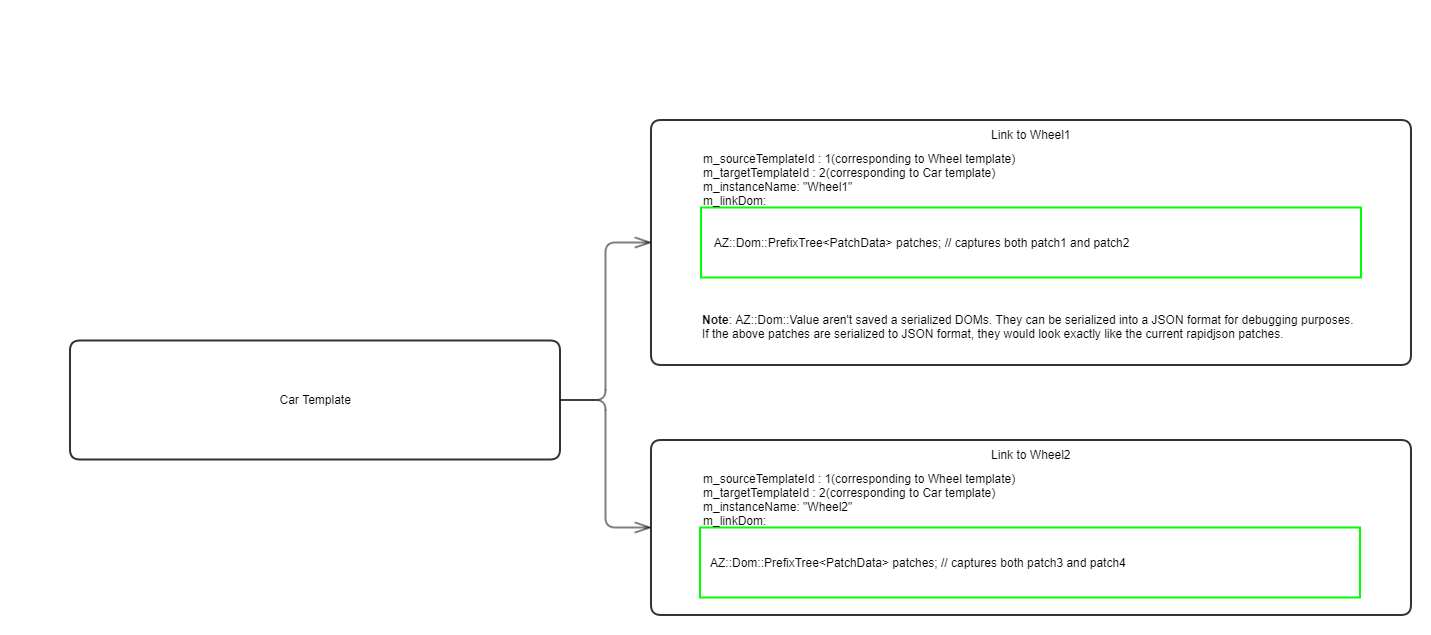 Link to Wheel1
m_sourceTemplateId : 1(corresponding to Wheel template)
m_targetTemplateId : 2(corresponding to Car template)
m_instanceName: "Wheel1"
m_linkDom:
AZ::Dom::PrefixTree<PatchData> patches; // captures both patch1 and patch2
Note: AZ::Dom::Value aren't saved a serialized DOMs. They can be serialized into a JSON format for debugging purposes.
If the above patches are serialized to JSON format, they would look exactly like the current rapidjson patches.
Car Template
Link to Wheel2
m_sourceTemplateId : 1(corresponding to Wheel template)
m_targetTemplateId : 2(corresponding to Car template)
m_instanceName: "Wheel2"
m_linkDom:
AZ::Dom::PrefixTree<PatchData> patches; // captures both patch3 and patch4